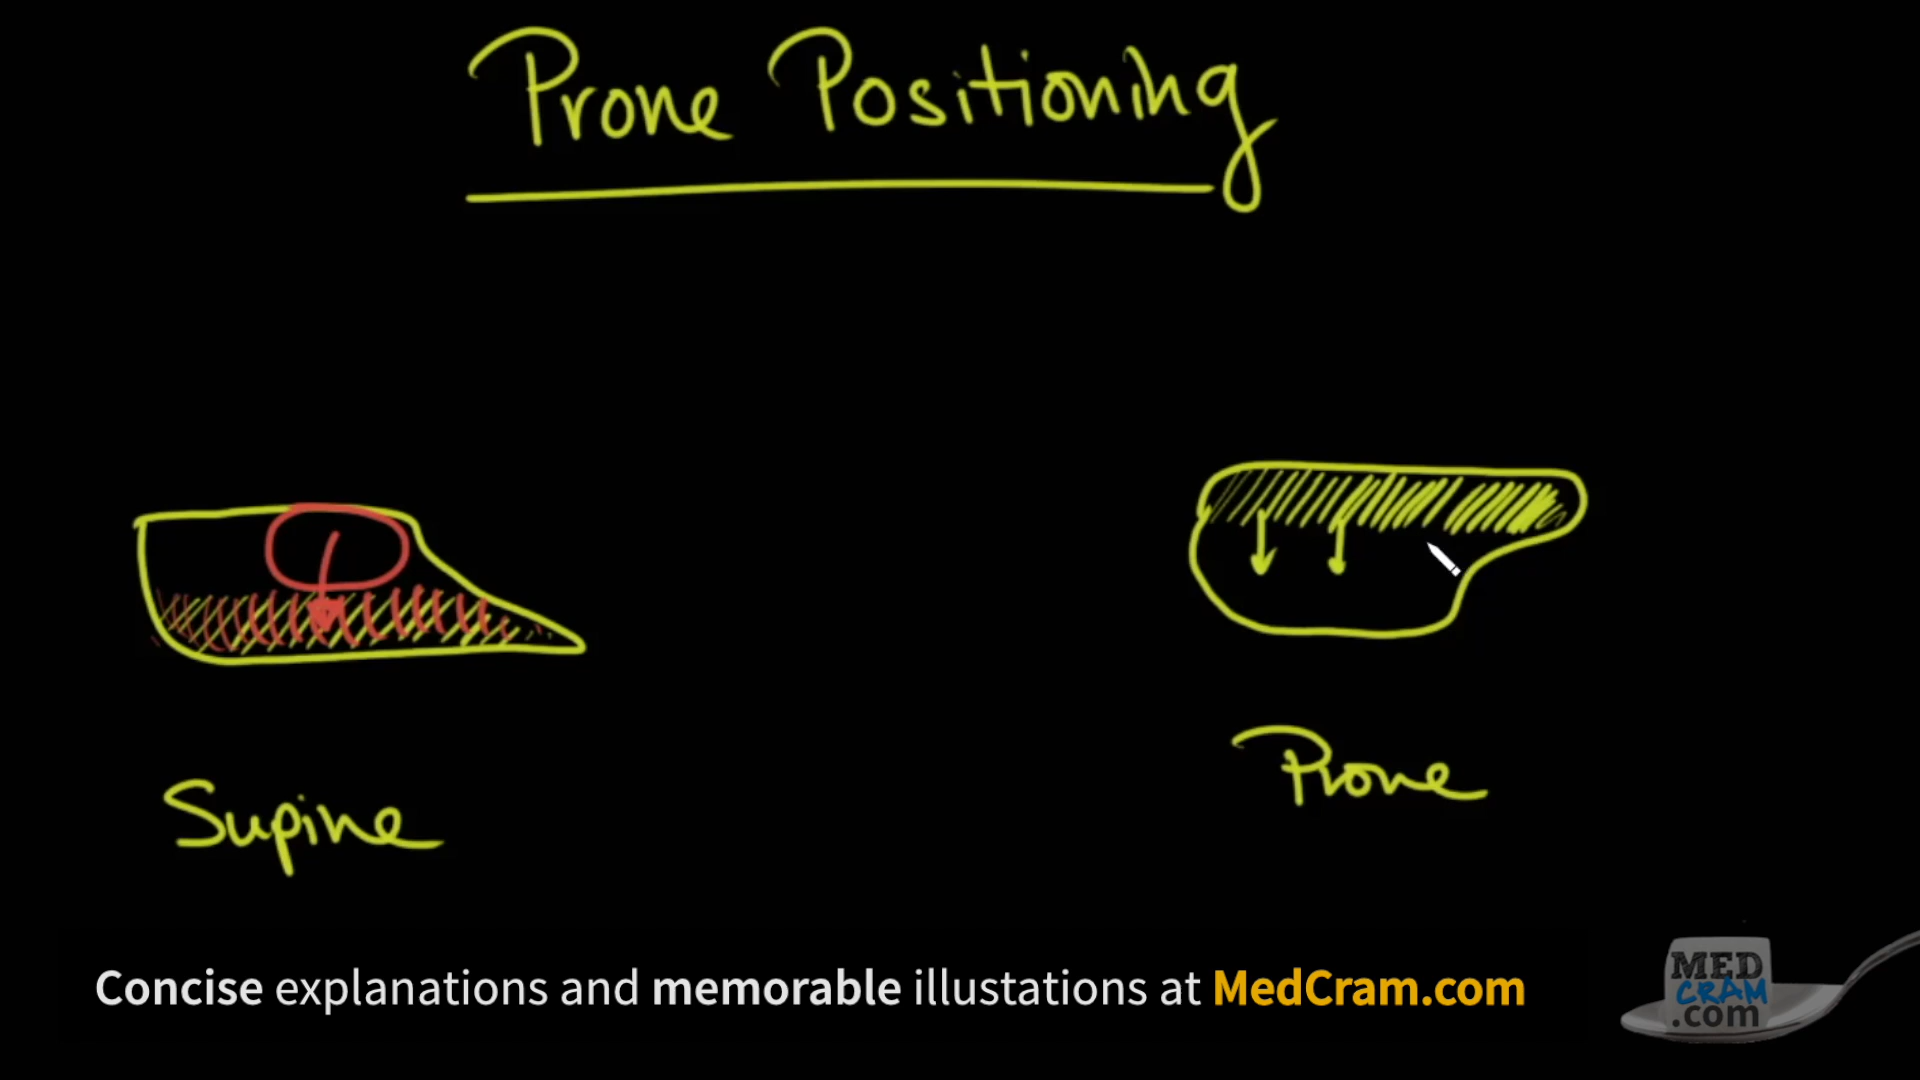 Prone Positioning
Supine
Prone
Concise explanations and memorable illustations at MedCram.com
MED
CRAM
.com